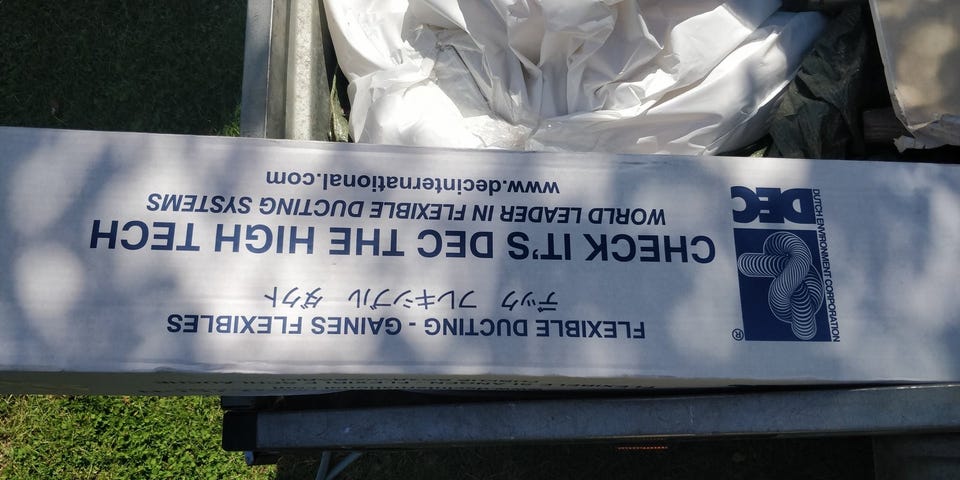 FLEXIBLE DUCTING - GAINES FLEXIBLES
デック フレキシブル ダクト
CHECK IT'S DEC THE HIGH TECH
WORLD LEADER IN FLEXIBLE DUCTING SYSTEMS
www.decinternational.com
®
DUTCH ENVIRONMENT CORPORATION
DEC